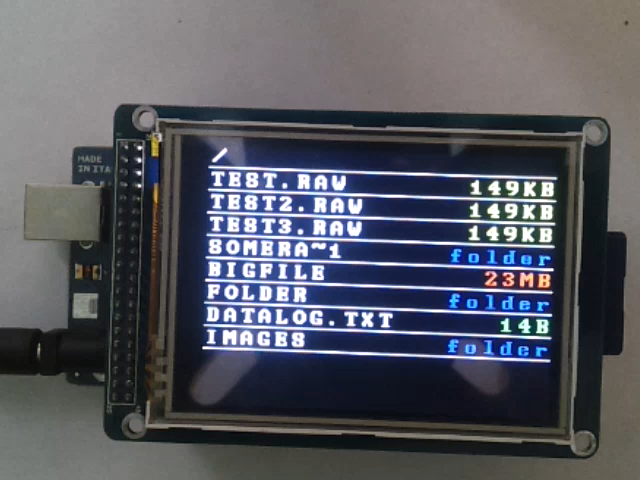 MADE
IN ITA
/
TEST.RAW 149KB
TEST2.RAW 149KB
TEST3.RAW 149KB
SOMERA~1 folder
BIGFILE 23MB
FOLDER folder
DATALOG.TXT 14B
IMAGES folder